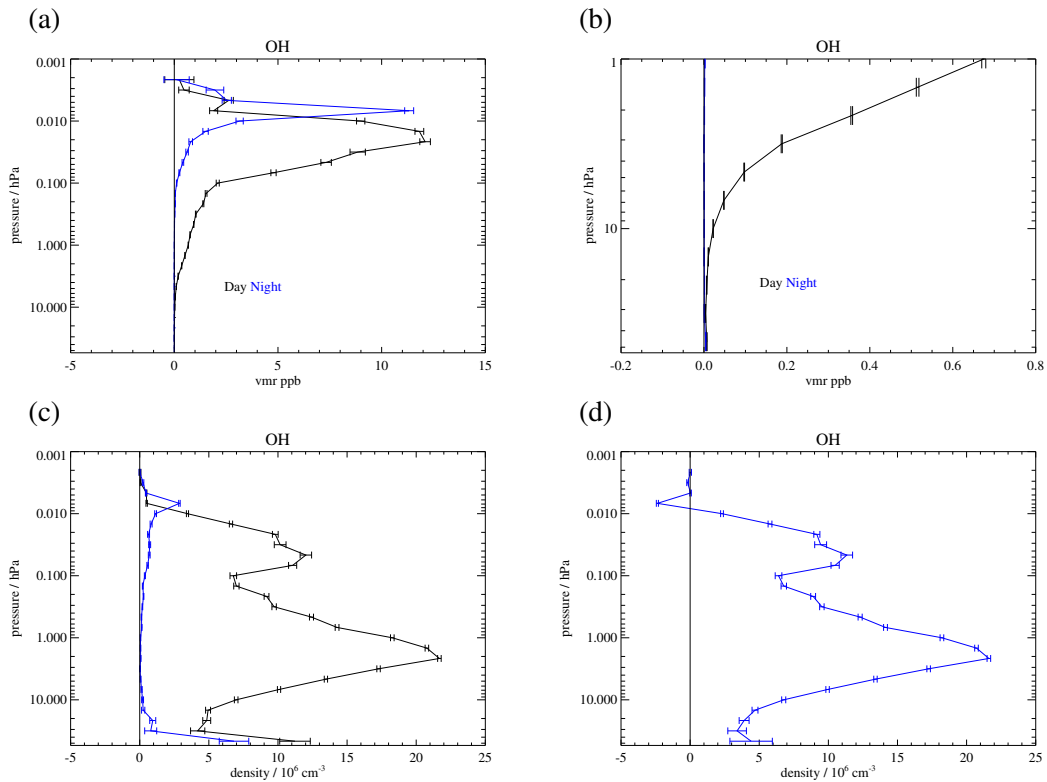 (a)
OH
0.001
0.010
0.100
1.000
10.000
pressure / hPa
Day Night
-5 0 5 10 15
vmr ppb
(b)
OH
1
10
pressure / hPa
Day Night
-0.2 0.0 0.2 0.4 0.6 0.8
vmr ppb
(c)
OH
0.001
0.010
0.100
1.000
10.000
pressure / hPa
-5 0 5 10 15 20 25
density / 10⁶ cm⁻³
(d)
OH
0.001
0.010
0.100
1.000
10.000
pressure / hPa
-5 0 5 10 15 20 25
density / 10⁶ cm⁻³